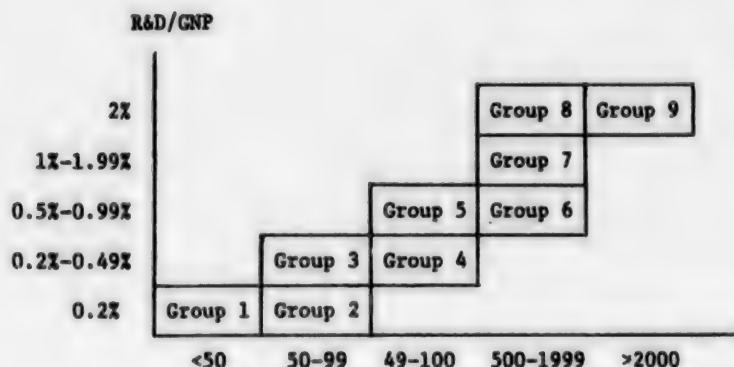 R&D/GNP
2% Group 8 Group 9
1%-1.99% Group 7
0.5%-0.99% Group 5 Group 6
0.2%-0.49% Group 3 Group 4
0.2% Group 1 Group 2
<50 50-99 49-100 500-1999 >2000